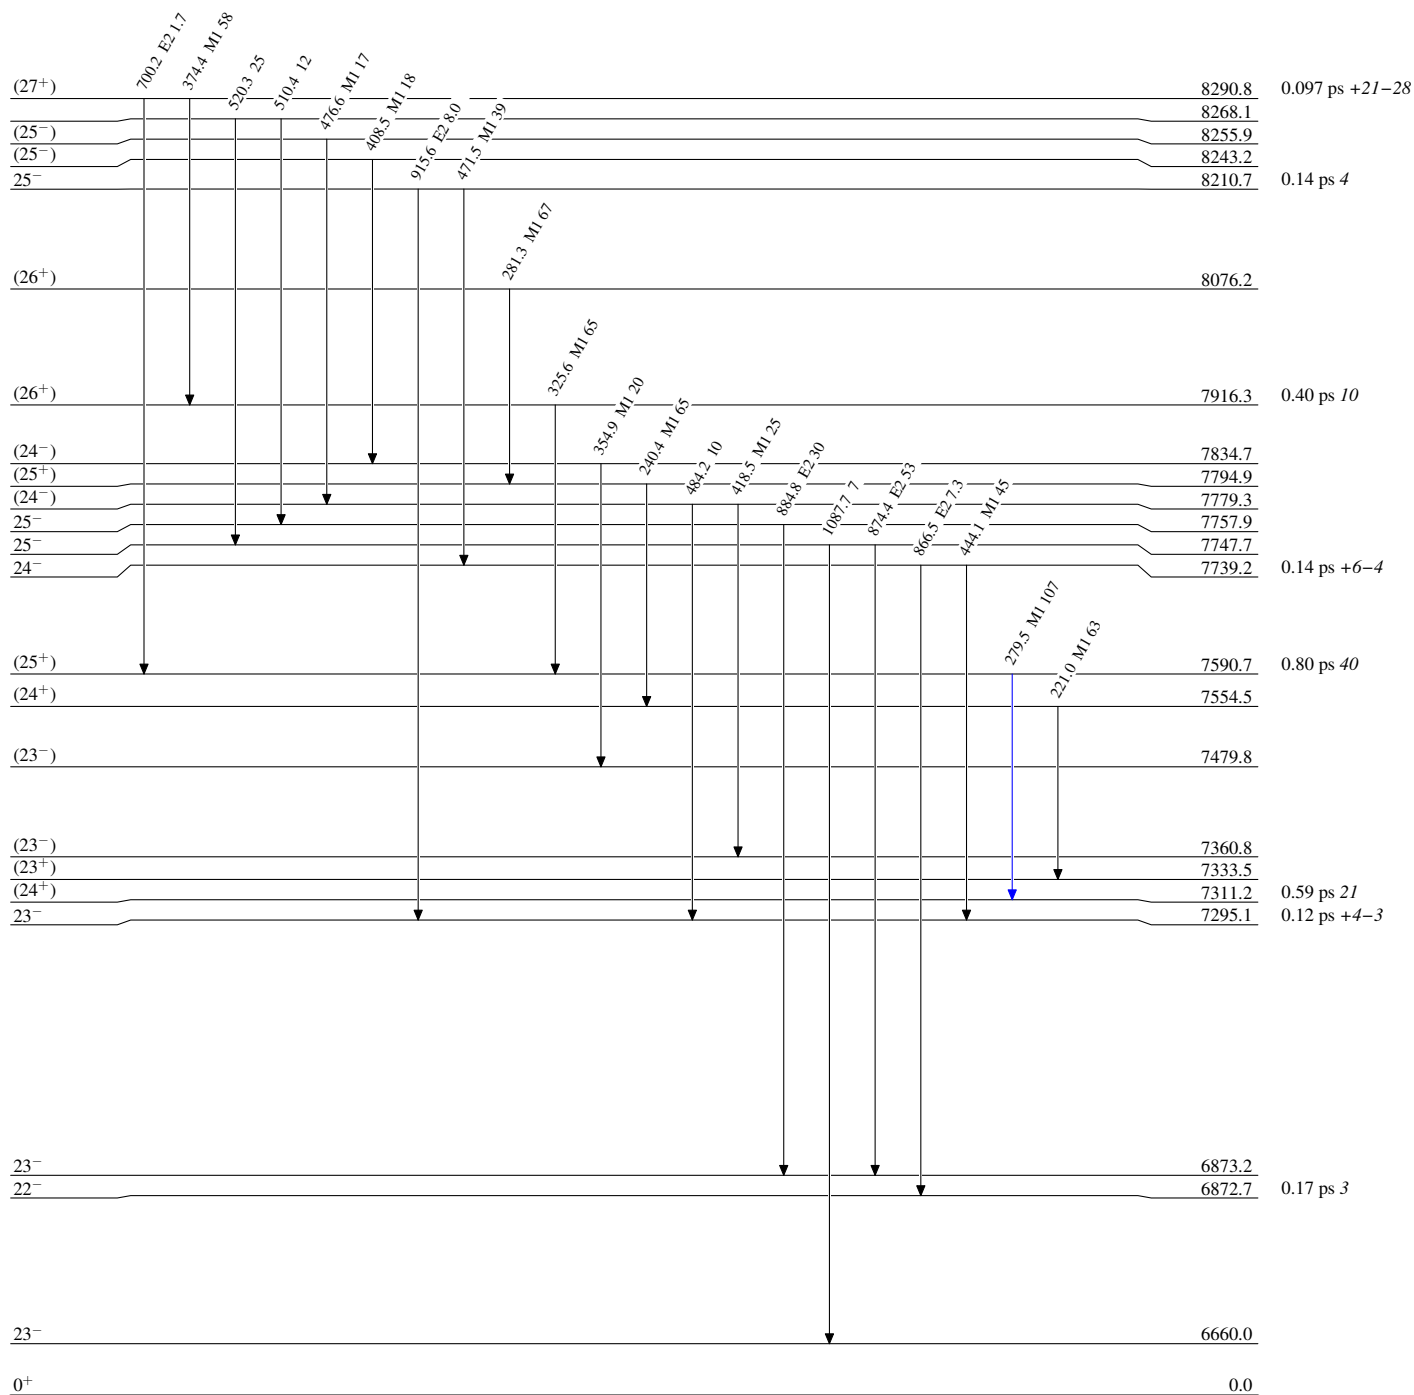 700.2 E2 1.7
374.4 M1 58
520.3 25
510.4 12
476.6 M1 17
408.5 M1 18
915.6 E2 8.0
471.5 M1 39
281.3 M1 67
325.6 M1 65
354.9 M1 20
240.4 M1 65
484.2 10
418.5 M1 25
884.8 E2 30
1087.7 7
874.4 E2 53
866.5 E2 7.3
444.1 M1 45
279.5 M1 107
221.0 M1 63
(27⁺) 8290.8 0.097 ps +21−28
8268.1
(25⁻) 8255.9
(25⁻) 8243.2
25⁻ 8210.7 0.14 ps 4
(26⁺) 8076.2
(26⁺) 7916.3 0.40 ps 10
(24⁻) 7834.7
(25⁺) 7794.9
(24⁻) 7779.3
25⁻ 7757.9
25⁻ 7747.7
24⁻ 7739.2 0.14 ps +6−4
(25⁺) 7590.7 0.80 ps 40
(24⁺) 7554.5
(23⁻) 7479.8
(23⁻) 7360.8
(23⁺) 7333.5
(24⁺) 7311.2 0.59 ps 21
23⁻ 7295.1 0.12 ps +4−3
23⁻ 6873.2
22⁻ 6872.7 0.17 ps 3
23⁻ 6660.0
0⁺ 0.0